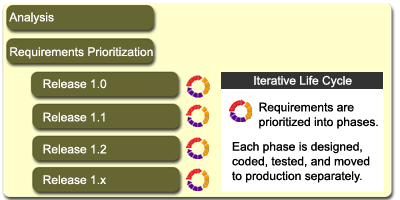 Analysis
Requirements Prioritization
Release 1.0
Release 1.1
Release 1.2
Release 1.x
Iterative Life Cycle
Requirements are
prioritized into phases.
Each phase is designed,
coded, tested, and moved
to production separately.